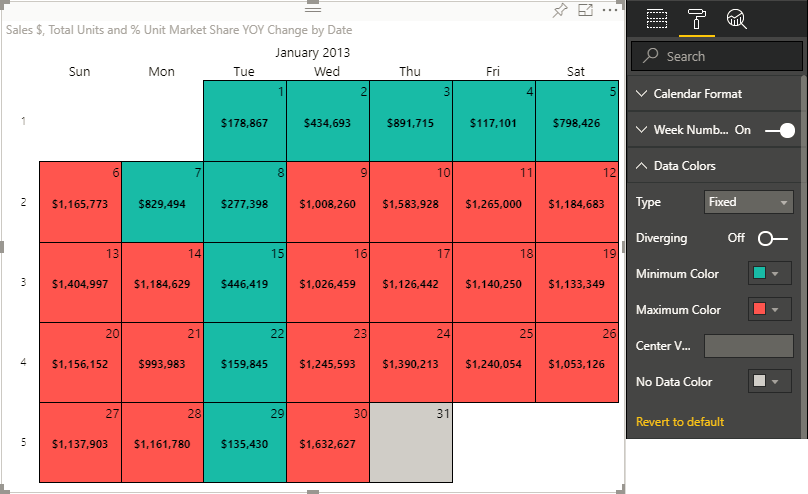 Sales $, Total Units and % Unit Market Share YOY Change by Date
January 2013
Sun Mon Tue Wed Thu Fri Sat
1 2 3 4 5
1 $178,867 $434,693 $891,715 $117,101 $798,426
6 7 8 9 10 11 12
2 $1,165,773 $829,494 $277,398 $1,008,260 $1,583,928 $1,265,000 $1,184,683
13 14 15 16 17 18 19
3 $1,404,997 $1,184,629 $446,419 $1,026,459 $1,126,442 $1,140,250 $1,133,349
20 21 22 23 24 25 26
4 $1,156,152 $993,983 $159,845 $1,245,593 $1,390,213 $1,240,054 $1,053,126
27 28 29 30 31
5 $1,137,903 $1,161,780 $135,430 $1,632,627
Search
Calendar Format
Week Numb... On
Data Colors
Type Fixed
Diverging Off
Minimum Color
Maximum Color
Center V...
No Data Color
Revert to default